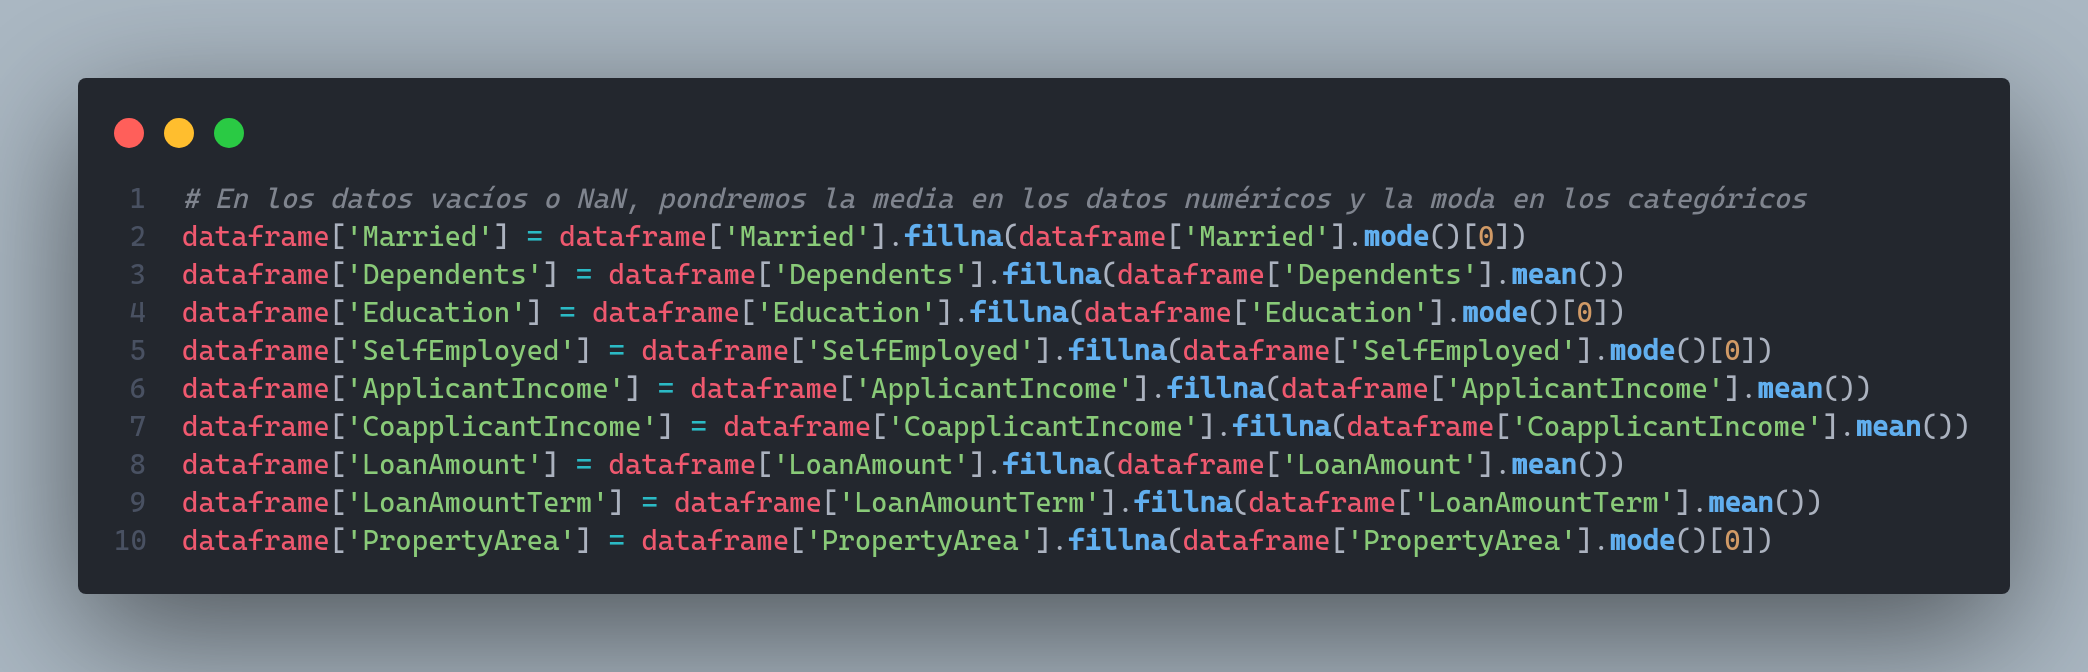 1 # En los datos vacíos o NaN, pondremos la media en los datos numéricos y la moda en los categóricos
2 dataframe['Married'] = dataframe['Married'].fillna(dataframe['Married'].mode()[0])
3 dataframe['Dependents'] = dataframe['Dependents'].fillna(dataframe['Dependents'].mean())
4 dataframe['Education'] = dataframe['Education'].fillna(dataframe['Education'].mode()[0])
5 dataframe['SelfEmployed'] = dataframe['SelfEmployed'].fillna(dataframe['SelfEmployed'].mode()[0])
6 dataframe['ApplicantIncome'] = dataframe['ApplicantIncome'].fillna(dataframe['ApplicantIncome'].mean())
7 dataframe['CoapplicantIncome'] = dataframe['CoapplicantIncome'].fillna(dataframe['CoapplicantIncome'].mean())
8 dataframe['LoanAmount'] = dataframe['LoanAmount'].fillna(dataframe['LoanAmount'].mean())
9 dataframe['LoanAmountTerm'] = dataframe['LoanAmountTerm'].fillna(dataframe['LoanAmountTerm'].mean())
10 dataframe['PropertyArea'] = dataframe['PropertyArea'].fillna(dataframe['PropertyArea'].mode()[0])